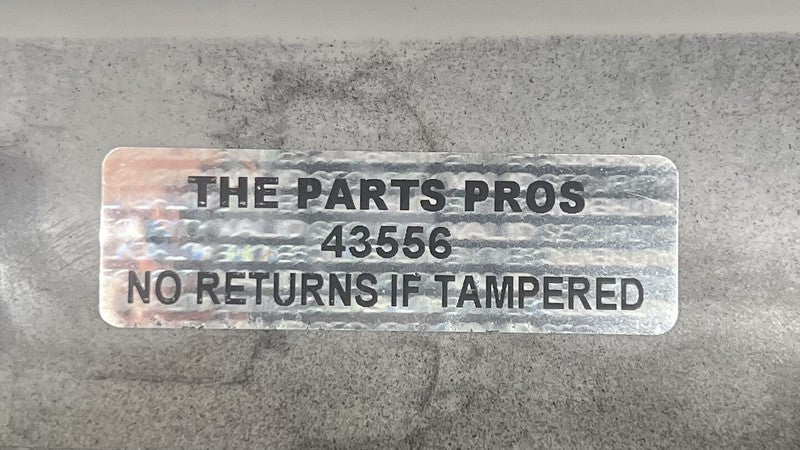 THE PARTS PROS
43556
NO RETURNS IF TAMPERED